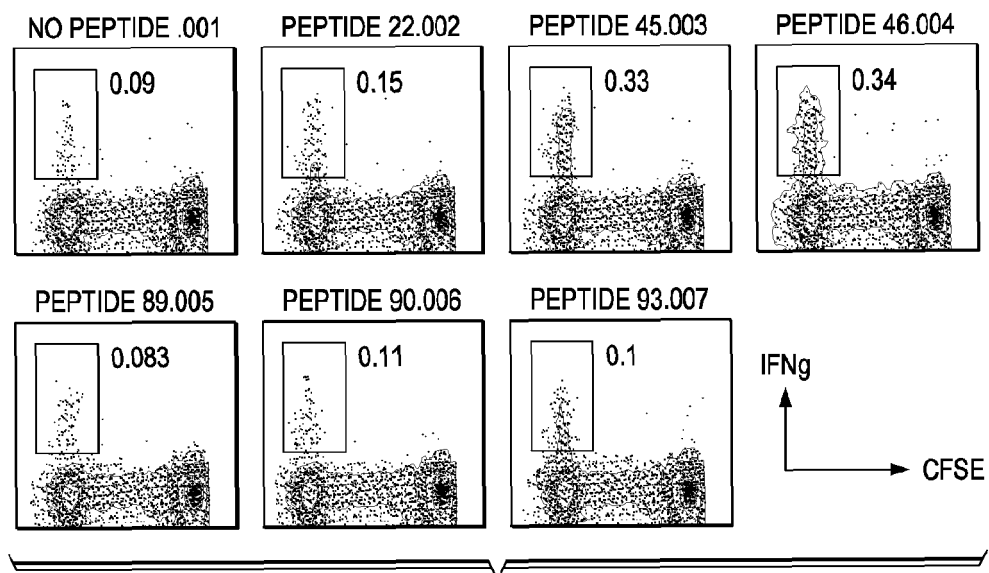 NO PEPTIDE .001
PEPTIDE 22.002
PEPTIDE 45.003
PEPTIDE 46.004
0.09
0.15
0.33
0.34
PEPTIDE 89.005
PEPTIDE 90.006
PEPTIDE 93.007
0.083
0.11
0.1
IFNg
CFSE